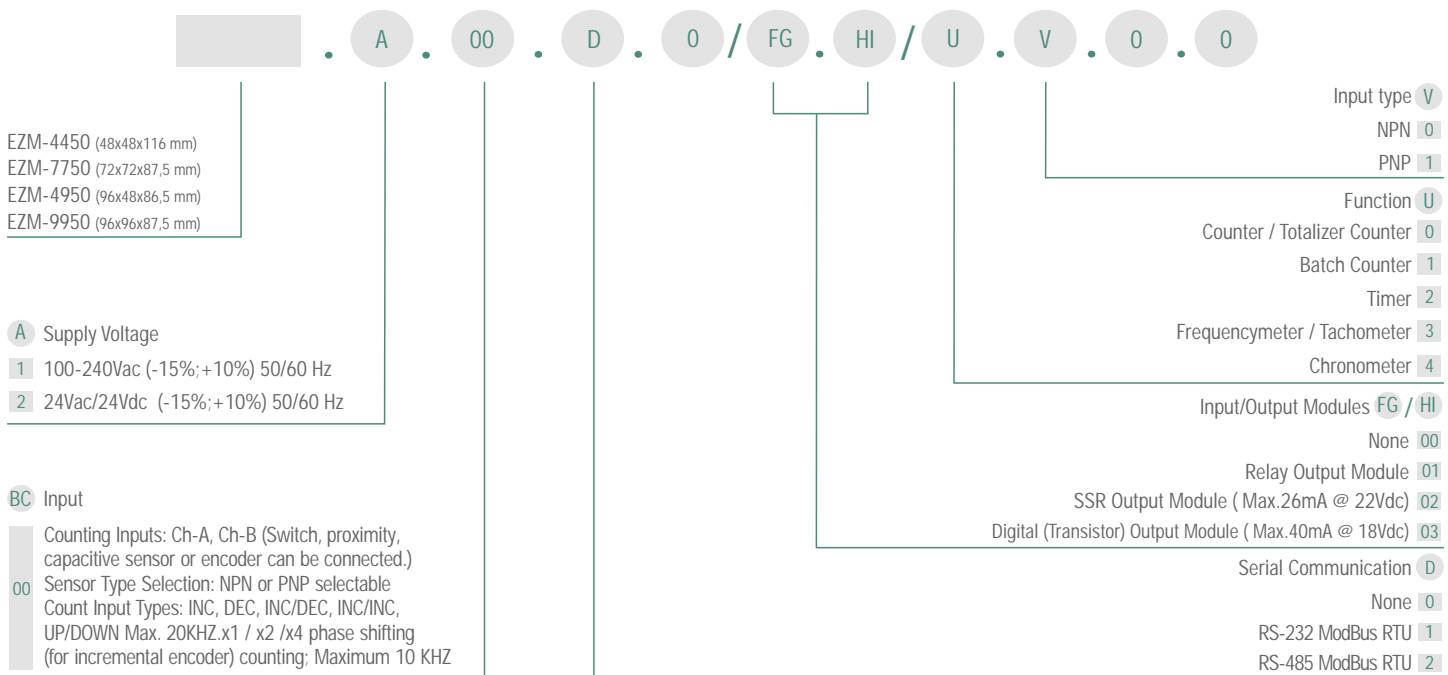 . A . 00 . D . 0 / FG . HI / U . V . 0 . 0
EZM-4450 (48x48x116 mm)
EZM-7750 (72x72x87,5 mm)
EZM-4950 (96x48x86,5 mm)
EZM-9950 (96x96x87,5 mm)
A Supply Voltage
1 100-240Vac (-15%;+10%) 50/60 Hz
2 24Vac/24Vdc (-15%;+10%) 50/60 Hz
BC Input
Counting Inputs: Ch-A, Ch-B (Switch, proximity,
capacitive sensor or encoder can be connected.)
00 Sensor Type Selection: NPN or PNP selectable
Count Input Types: INC, DEC, INC/DEC, INC/INC,
UP/DOWN Max. 20KHZ.x1 / x2 /x4 phase shifting
(for incremental encoder) counting; Maximum 10 KHZ
Input type V
NPN 0
PNP 1
Function U
Counter / Totalizer Counter 0
Batch Counter 1
Timer 2
Frequencymeter / Tachometer 3
Chronometer 4
Input/Output Modules FG / HI
None 00
Relay Output Module 01
SSR Output Module ( Max.26mA @ 22Vdc) 02
Digital (Transistor) Output Module ( Max.40mA @ 18Vdc) 03
Serial Communication D
None 0
RS-232 ModBus RTU 1
RS-485 ModBus RTU 2